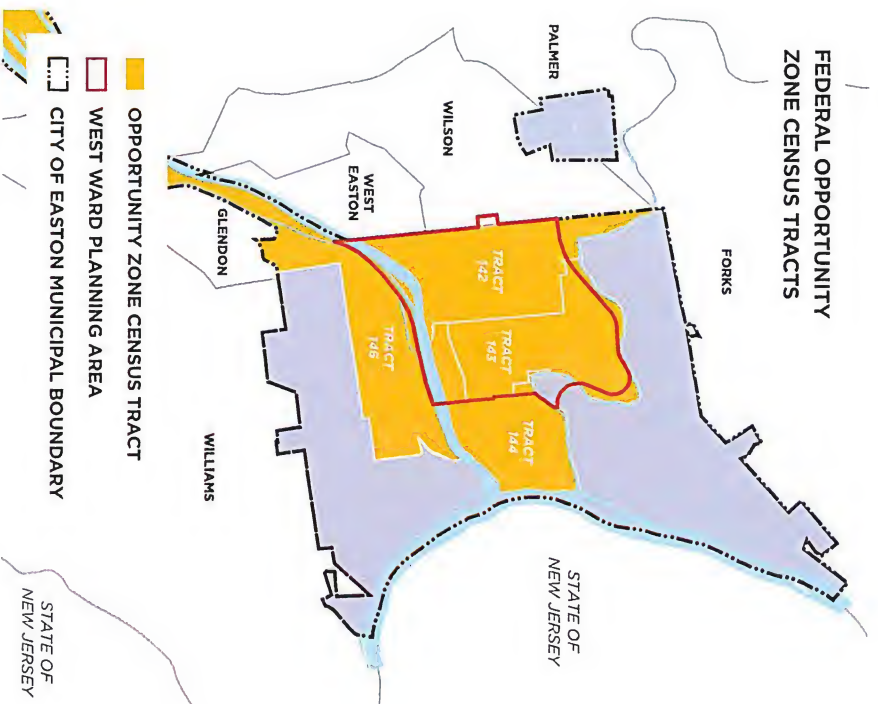 FEDERAL OPPORTUNITY
ZONE CENSUS TRACTS
FORKS
PALMER
WILSON
WEST
EASTON
GLENDON
TRACT
142
TRACT
143
TRACT
144
TRACT
146
WILLIAMS
STATE OF
NEW JERSEY
STATE OF
NEW JERSEY
OPPORTUNITY ZONE CENSUS TRACT
WEST WARD PLANNING AREA
CITY OF EASTON MUNICIPAL BOUNDARY